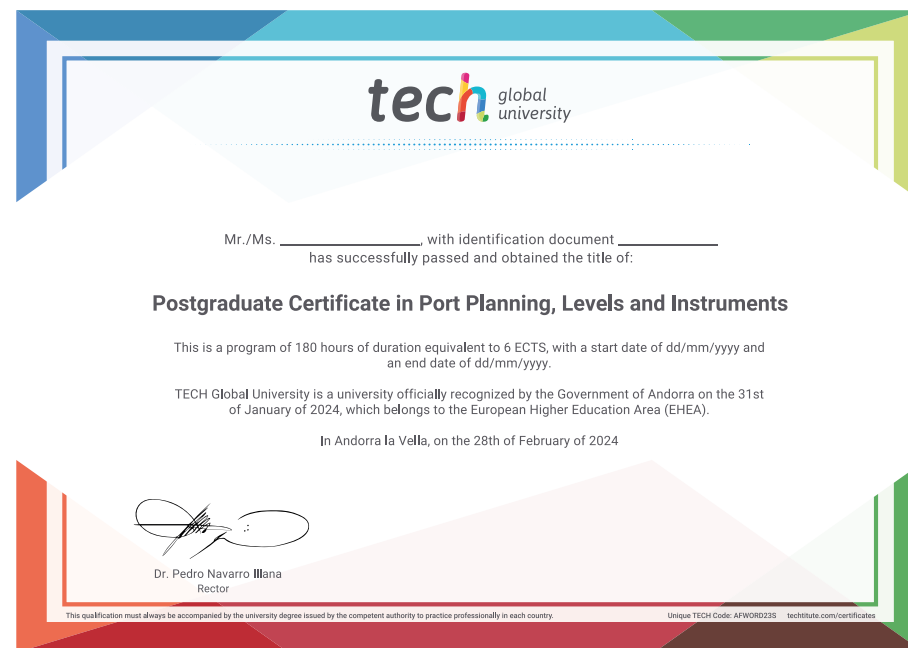 tech global
university
Mr./Ms. ____________________, with identification document ______________
has successfully passed and obtained the title of:
Postgraduate Certificate in Port Planning, Levels and Instruments
This is a program of 180 hours of duration equivalent to 6 ECTS, with a start date of dd/mm/yyyy and
an end date of dd/mm/yyyy.
TECH Global University is a university officially recognized by the Government of Andorra on the 31st
of January of 2024, which belongs to the European Higher Education Area (EHEA).
In Andorra la Vella, on the 28th of February of 2024
Dr. Pedro Navarro Illana
Rector
This qualification must always be accompanied by the university degree issued by the competent authority to practice professionally in each country.
Unique TECH Code: AFWORD23S techtitute.com/certificates